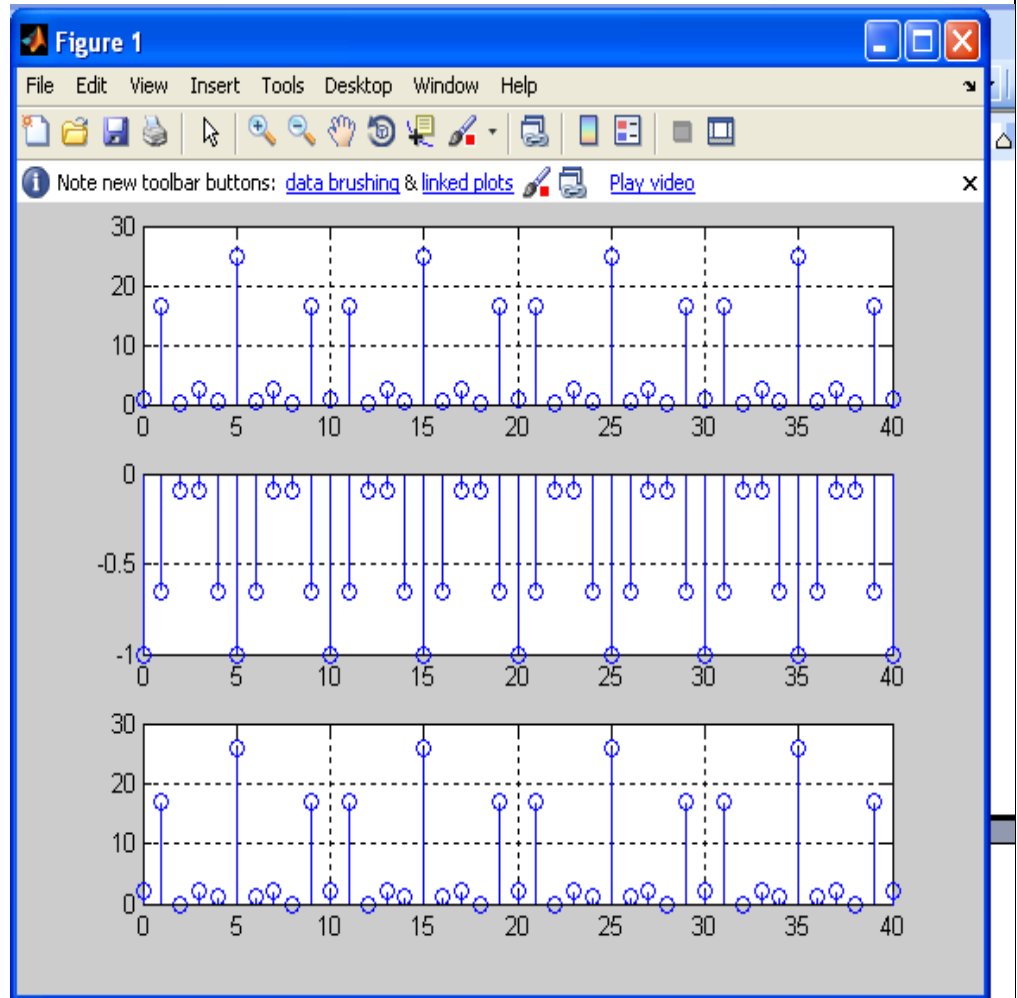 Figure 1
File Edit View Insert Tools Desktop Window Help
Note new toolbar buttons: data brushing & linked plots Play video
30
20
10
0
0 5 10 15 20 25 30 35 40
0
-0.5
-1
0 5 10 15 20 25 30 35 40
30
20
10
0
0 5 10 15 20 25 30 35 40